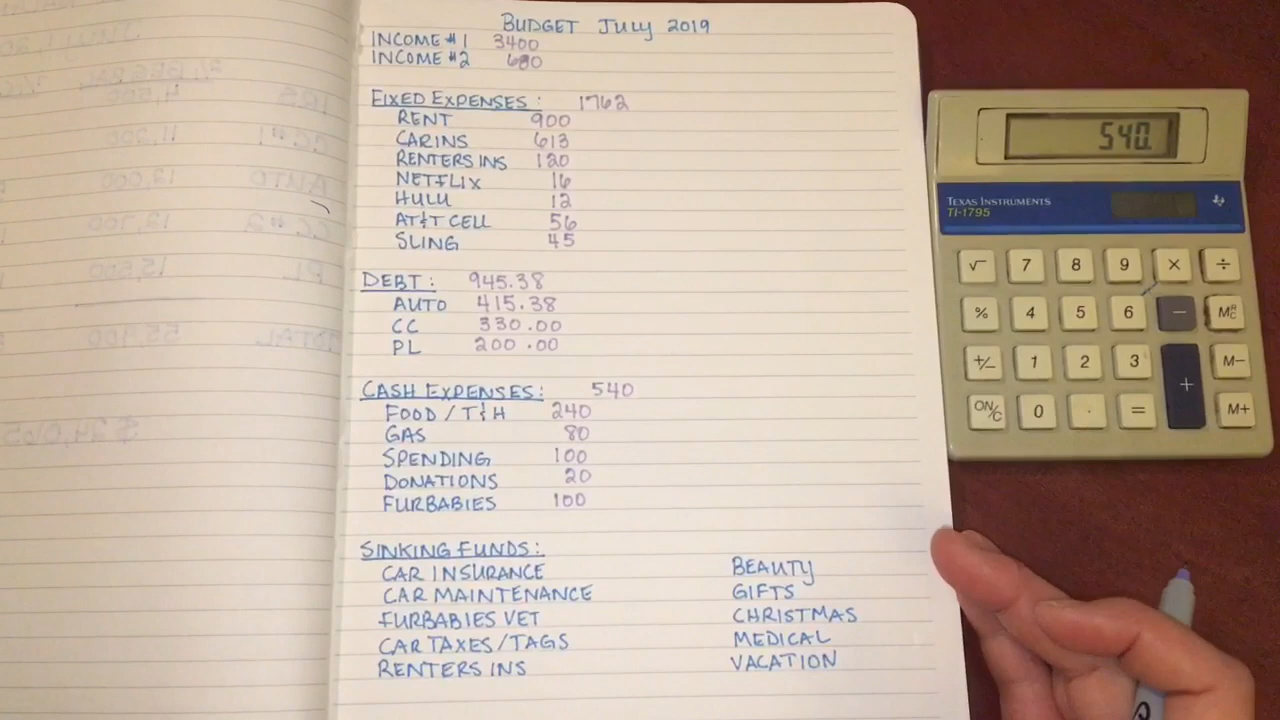 BUDGET JULY 2019
INCOME #1 3400
INCOME #2 680
FIXED EXPENSES: 1762
RENT 900
CAR INS 613
RENTERS INS 120
NETFLIX 16
HULU 12
AT&T CELL 56
SLING 45
DEBT: 945.38
AUTO 415.38
CC 330.00
PL 200.00
CASH EXPENSES: 540
FOOD / T&H 240
GAS 80
SPENDING 100
DONATIONS 20
FURBABIES 100
SINKING FUNDS:
CAR INSURANCE
CAR MAINTENANCE
FURBABIES VET
CAR TAXES/TAGS
RENTERS INS
BEAUTY
GIFTS
CHRISTMAS
MEDICAL
VACATION
540.
TEXAS INSTRUMENTS
TI-1795
√ 7 8 9 × ÷
% 4 5 6 − MRC
+/− 1 2 3 + M−
ON/C 0 . = M+